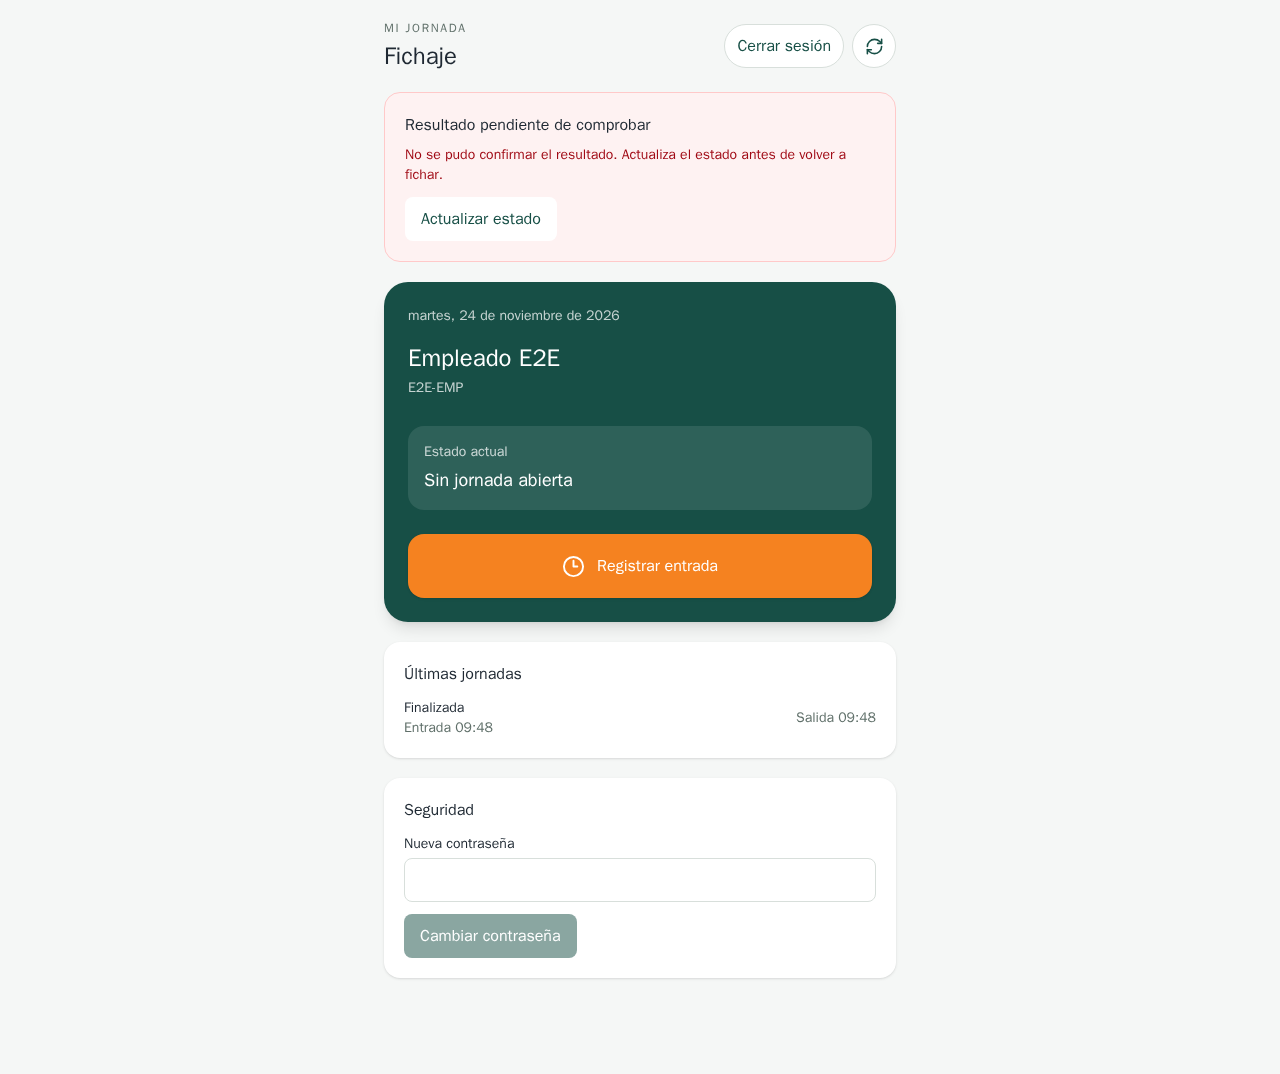 MI JORNADA
Fichaje
Cerrar sesión
Resultado pendiente de comprobar
No se pudo confirmar el resultado. Actualiza el estado antes de volver a
fichar.
Actualizar estado
martes, 24 de noviembre de 2026
Empleado E2E
E2E-EMP
Estado actual
Sin jornada abierta
Registrar entrada
Últimas jornadas
Finalizada
Entrada 09:48
Salida 09:48
Seguridad
Nueva contraseña
Cambiar contraseña